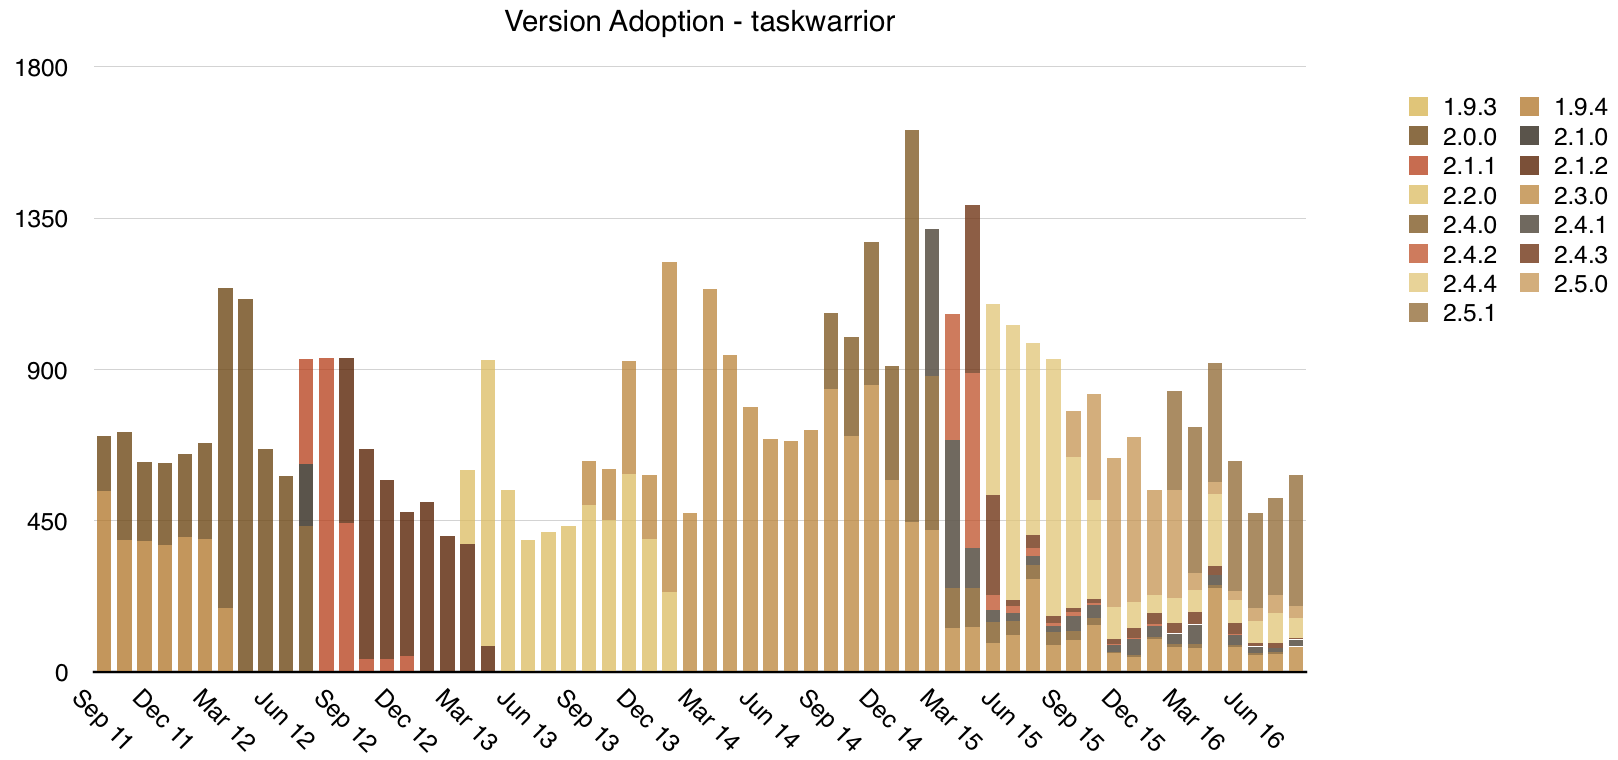 Version Adoption - taskwarrior
1800
1350
900
450
0
Sep 11
Dec 11
Mar 12
Jun 12
Sep 12
Dec 12
Mar 13
Jun 13
Sep 13
Dec 13
Mar 14
Jun 14
Sep 14
Dec 14
Mar 15
Jun 15
Sep 15
Dec 15
Mar 16
Jun 16
1.9.3 1.9.4
2.0.0 2.1.0
2.1.1 2.1.2
2.2.0 2.3.0
2.4.0 2.4.1
2.4.2 2.4.3
2.4.4 2.5.0
2.5.1